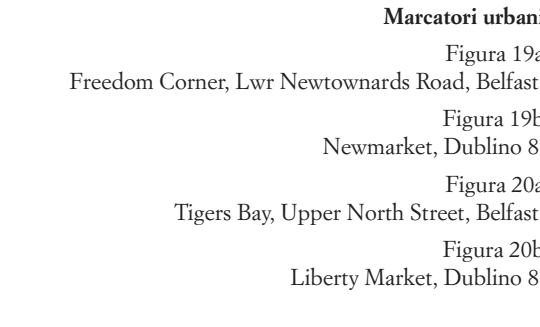 Marcatori urbani
Figura 19a
Freedom Corner, Lwr Newtownards Road, Belfast
Figura 19b
Newmarket, Dublino 8
Figura 20a
Tigers Bay, Upper North Street, Belfast
Figura 20b
Liberty Market, Dublino 8